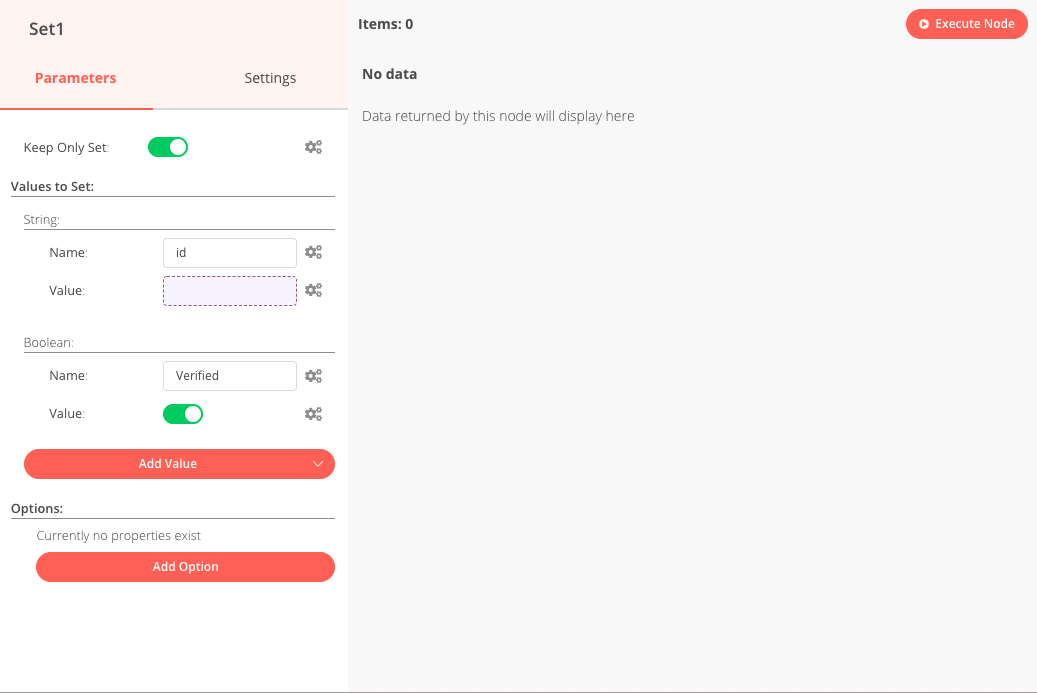 Set1
Parameters
Settings
Keep Only Set:
Values to Set:
String:
Name:
id
Value:
Boolean:
Name:
Verified
Value:
Add Value
Options:
Currently no properties exist
Add Option
Items: 0
Execute Node
No data
Data returned by this node will display here